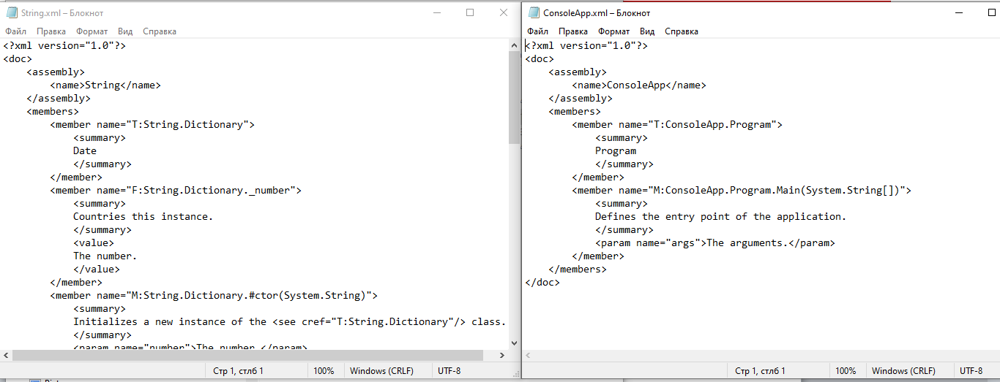 String.xml – Блокнот
Файл Правка Формат Вид Справка
<?xml version="1.0"?>
<doc>
    <assembly>
        <name>String</name>
    </assembly>
    <members>
        <member name="T:String.Dictionary">
            <summary>
            Date
            </summary>
        </member>
        <member name="F:String.Dictionary._number">
            <summary>
            Countries this instance.
            </summary>
            <value>
            The number.
            </value>
        </member>
        <member name="M:String.Dictionary.#ctor(System.String)">
            <summary>
            Initializes a new instance of the <see cref="T:String.Dictionary"/> class.
            </summary>
            <param name="number">The number.</param>
Стр 1, стлб 1 100% Windows (CRLF) UTF-8
ConsoleApp.xml – Блокнот
Файл Правка Формат Вид Справка
<?xml version="1.0"?>
<doc>
    <assembly>
        <name>ConsoleApp</name>
    </assembly>
    <members>
        <member name="T:ConsoleApp.Program">
            <summary>
            Program
            </summary>
        </member>
        <member name="M:ConsoleApp.Program.Main(System.String[])">
            <summary>
            Defines the entry point of the application.
            </summary>
            <param name="args">The arguments.</param>
        </member>
    </members>
</doc>
Стр 1, стлб 1 100% Windows (CRLF) UTF-8